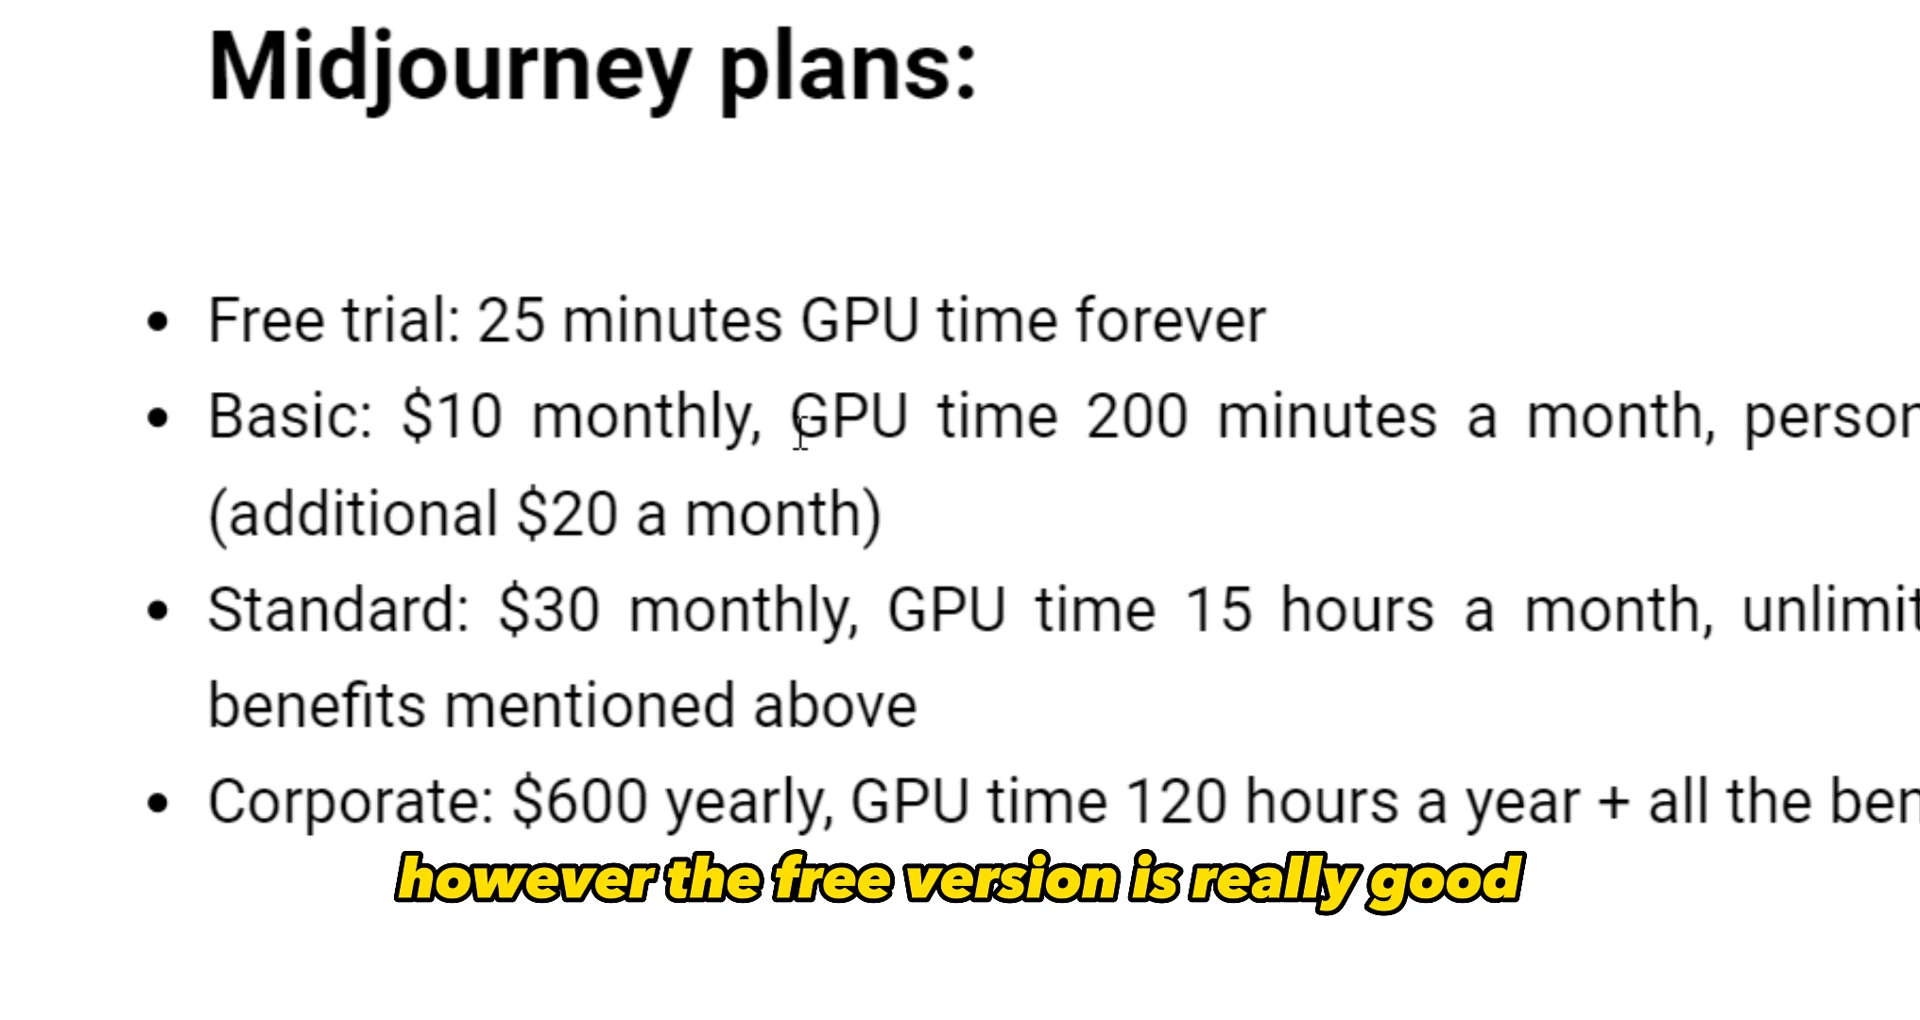 Midjourney plans:
Free trial: 25 minutes GPU time forever
Basic: $10 monthly, GPU time 200 minutes a month,
(additional $20 a month)
Standard: $30 monthly, GPU time 15 hours a month,
benefits mentioned above
Corporate: $600 yearly, GPU time 120 hours a year + all the
however the free version is really good